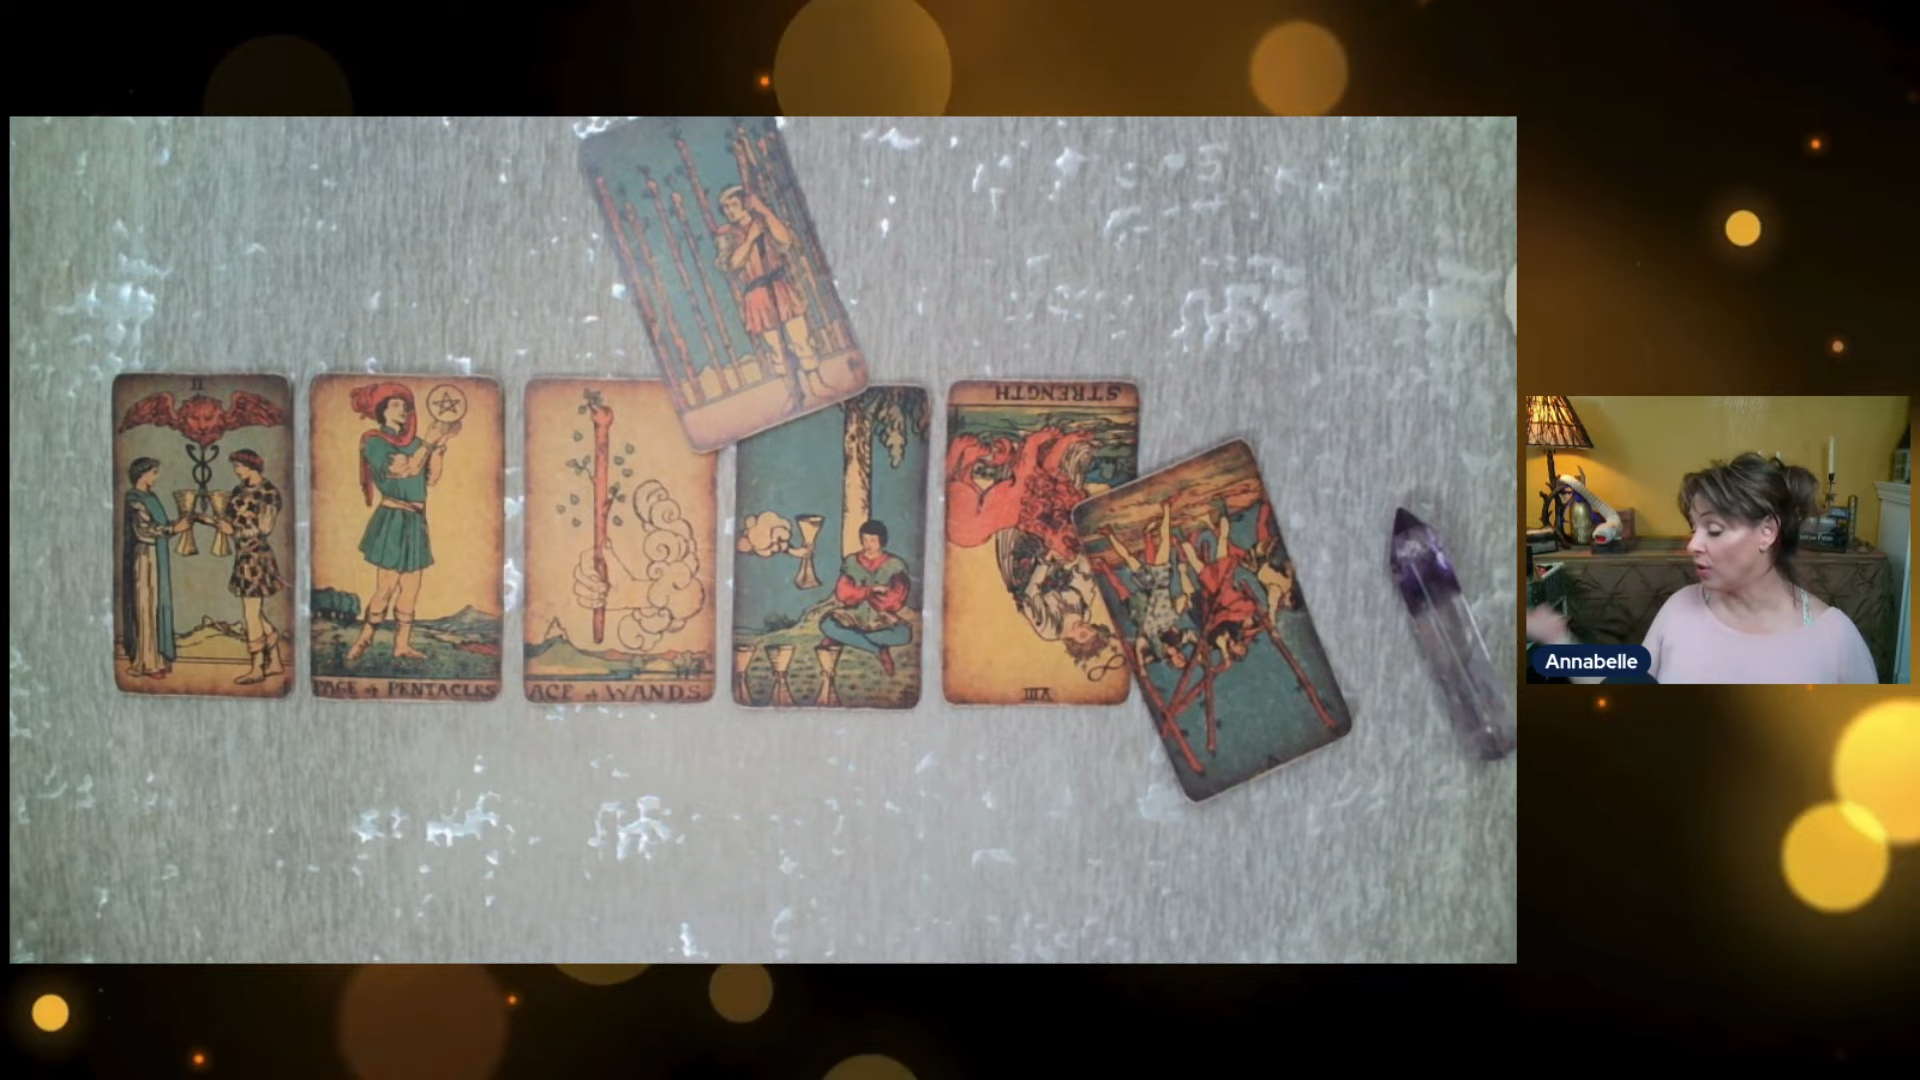 II
PAGE of PENTACLES
ACE of WANDS
STRENGTH
VIII
V
Annabelle